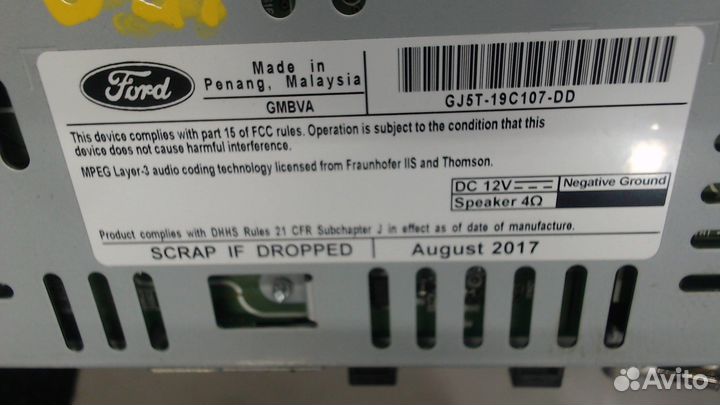 Ford
Made in
Penang, Malaysia
GMBVA
GJ5T-19C107-DD
This device complies with part 15 of FCC rules. Operation is subject to the condition that this
device does not cause harmful interference.
MPEG Layer-3 audio coding technology licensed from Fraunhofer IIS and Thomson.
DC 12V Negative Ground
Speaker 4Ω
Product complies with DHHS Rules 21 CFR Subchapter J in effect as of date of manufacture.
SCRAP IF DROPPED August 2017
Avito